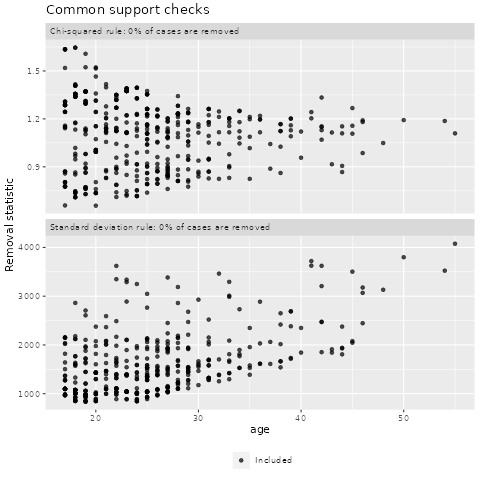 Common support checks
Chi-squared rule: 0% of cases are removed
1.5
1.2
0.9
Standard deviation rule: 0% of cases are removed
4000
3000
2000
1000
Removal statistic
20
30
40
50
age
Included